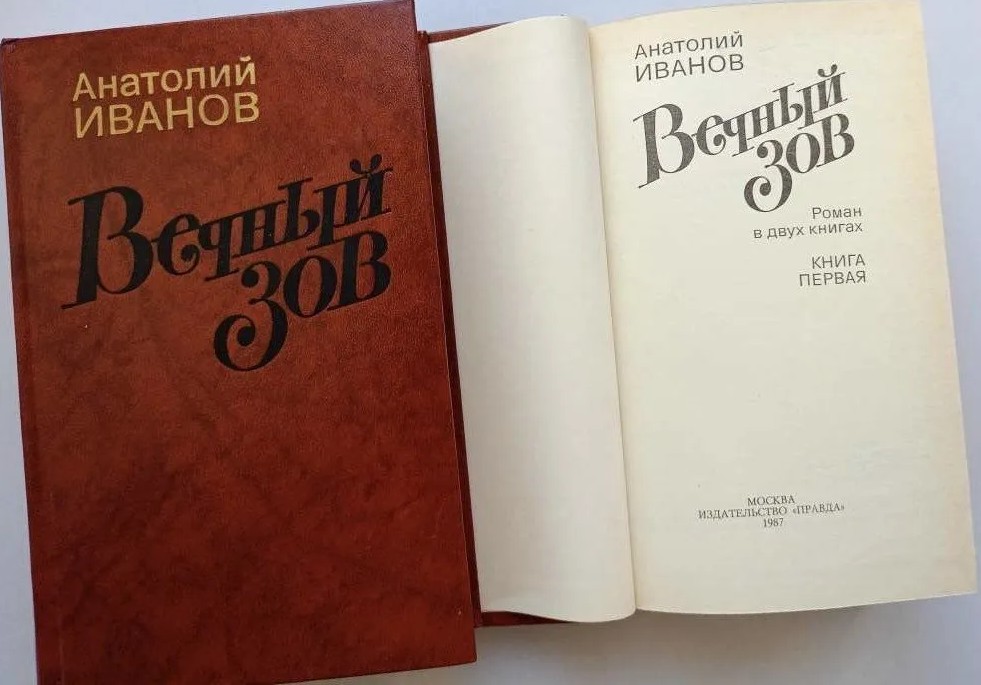 Анатолий
ИВАНОВ
Вечный
Зов
Анатолий
ИВАНОВ
Вечный
Зов
Роман
в двух книгах
КНИГА
ПЕРВАЯ
МОСКВА
ИЗДАТЕЛЬСТВО «ПРАВДА»
1987